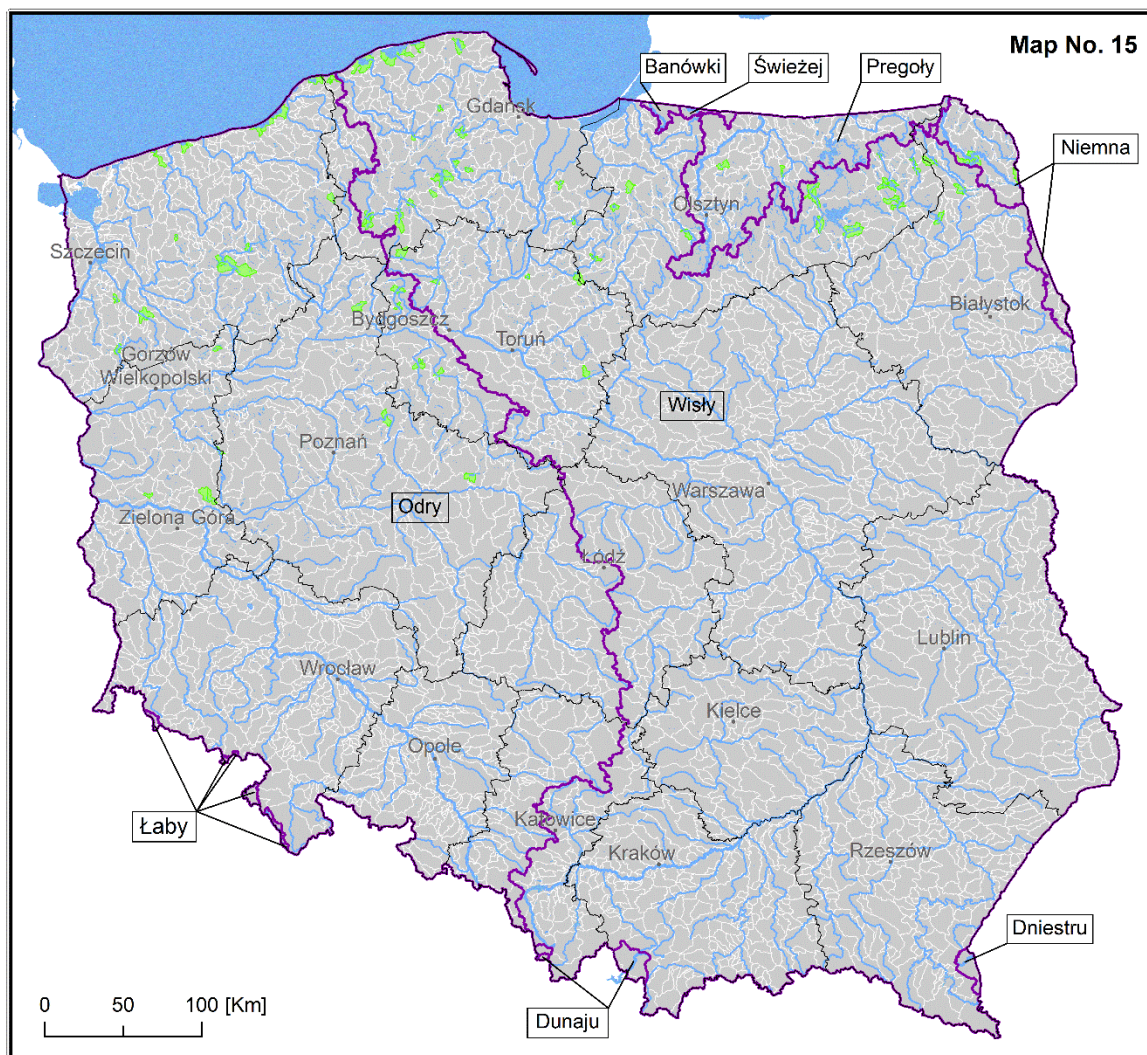 Map No. 15
Banówki
Świeżej
Pregoły
Gdańsk
Niemna
Olsztyn
Szczecin
Białystok
Bydgoszcz
Toruń
Gorzów
Wielkopolski
Wisły
Poznań
Warszawa
Odry
Zielona Góra
Łódź
Lublin
Wrocław
Kielce
Opole
Łaby
Katowice
Kraków
Rzeszów
Dniestru
0 50 100 [Km]
Dunaju